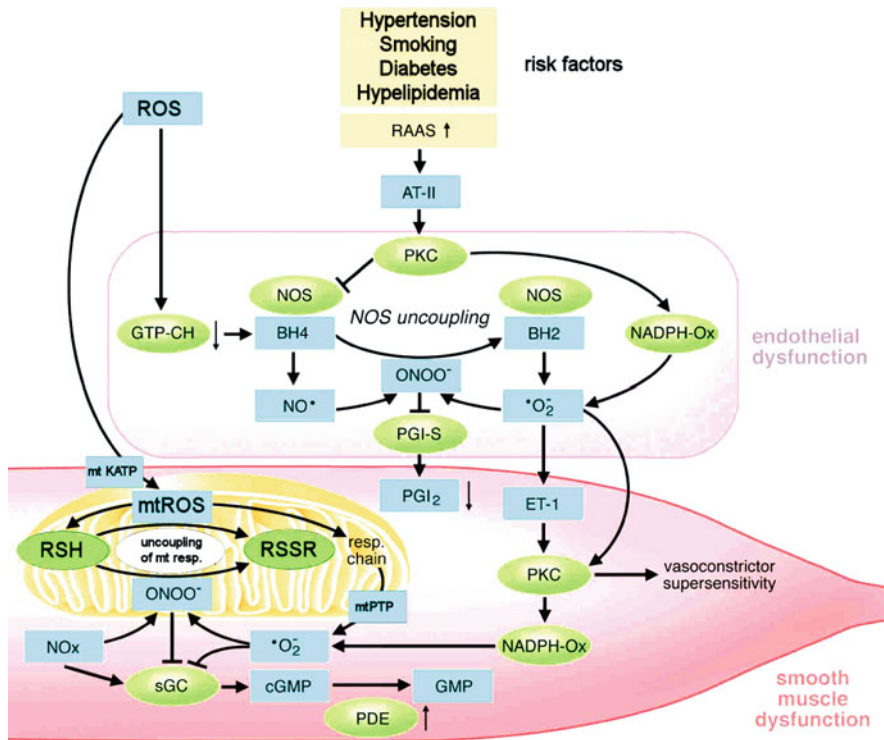 Hypertension
Smoking
Diabetes
Hypelipidemia
risk factors
ROS
RAAS ↑
AT-II
PKC
NOS
NOS
NOS uncoupling
GTP-CH ↓
BH4
BH2
NADPH-Ox
endothelial
dysfunction
ONOO⁻
NO•
•O₂⁻
PGI-S
mt KATP
mtROS
PGI₂ ↓
ET-1
RSH
uncoupling
of mt resp.
RSSR
resp.
chain
PKC
vasoconstrictor
supersensitivity
ONOO⁻
mtPTP
NOx
•O₂⁻
NADPH-Ox
sGC
cGMP
GMP
PDE ↑
smooth
muscle
dysfunction